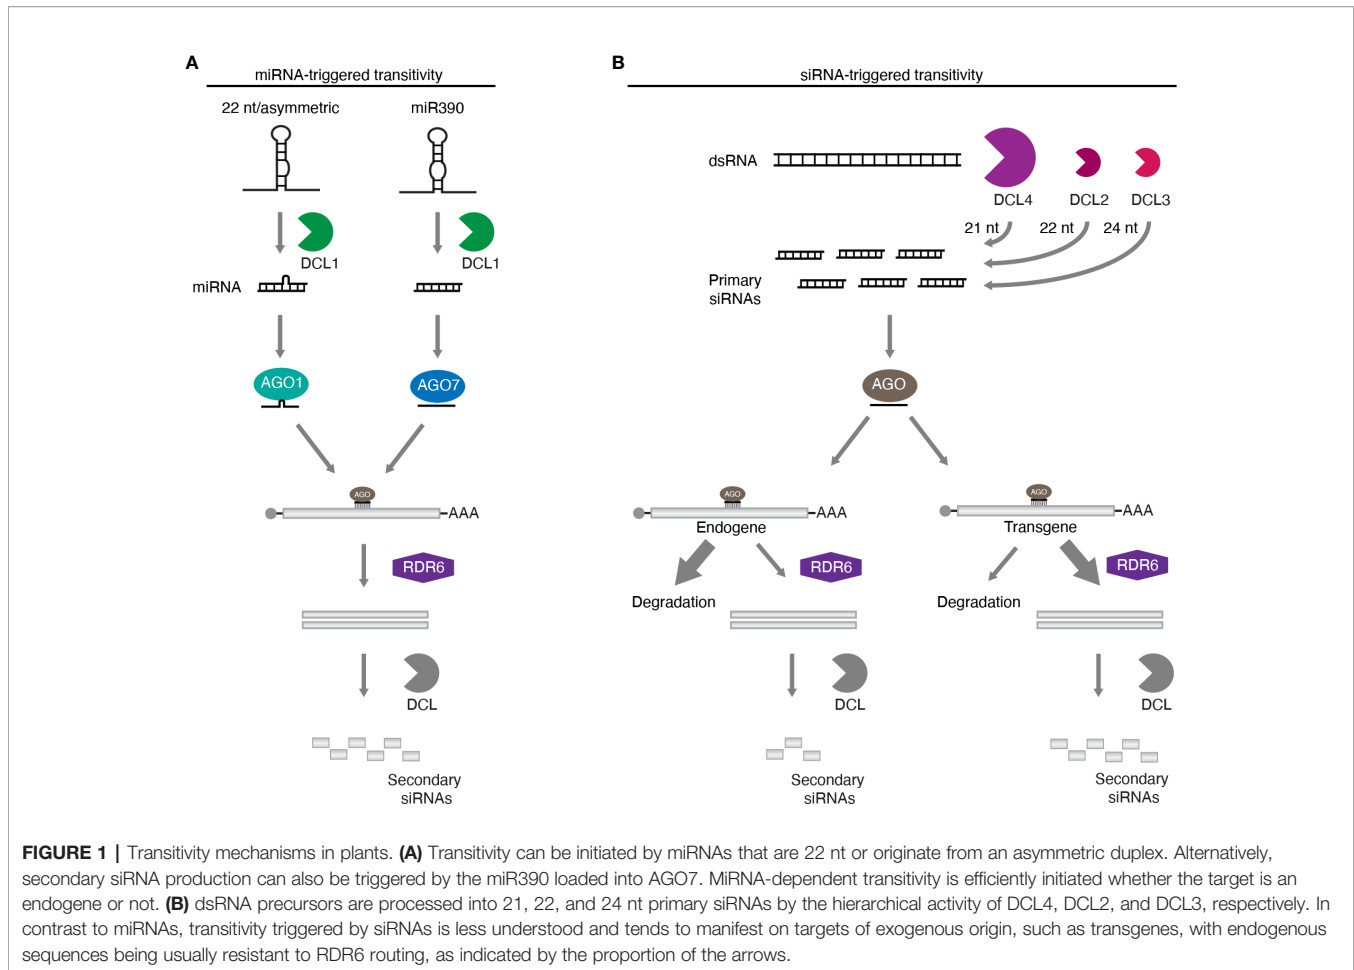 A
miRNA-triggered transitivity
22 nt/asymmetric
miR390
DCL1
DCL1
miRNA
AGO1
AGO7
AGO
AAA
RDR6
DCL
Secondary
siRNAs
B
siRNA-triggered transitivity
dsRNA
DCL4
DCL2
DCL3
21 nt
22 nt
24 nt
Primary
siRNAs
AGO
AGO
AAA
Endogene
RDR6
Degradation
DCL
Secondary
siRNAs
AGO
AAA
Transgene
RDR6
Degradation
DCL
Secondary
siRNAs
FIGURE 1 | Transitivity mechanisms in plants. (A) Transitivity can be initiated by miRNAs that are 22 nt or originate from an asymmetric duplex. Alternatively,
secondary siRNA production can also be triggered by the miR390 loaded into AGO7. MiRNA-dependent transitivity is efficiently initiated whether the target is an
endogene or not. (B) dsRNA precursors are processed into 21, 22, and 24 nt primary siRNAs by the hierarchical activity of DCL4, DCL2, and DCL3, respectively. In
contrast to miRNAs, transitivity triggered by siRNAs is less understood and tends to manifest on targets of exogenous origin, such as transgenes, with endogenous
sequences being usually resistant to RDR6 routing, as indicated by the proportion of the arrows.